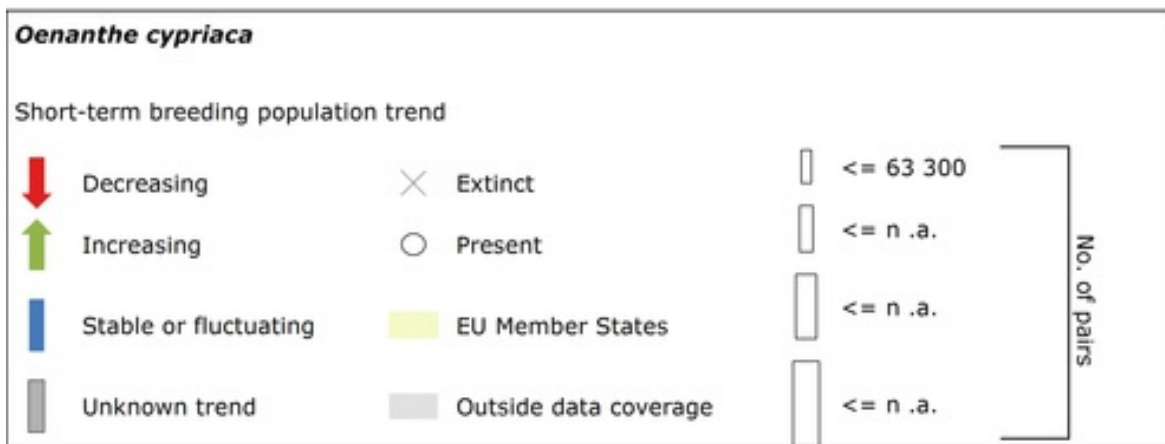 Oenanthe cypriaca
Short-term breeding population trend
Decreasing
Extinct
<= 63 300
Increasing
Present
<= n .a.
Stable or fluctuating
EU Member States
<= n .a.
Unknown trend
Outside data coverage
<= n .a.
No. of pairs